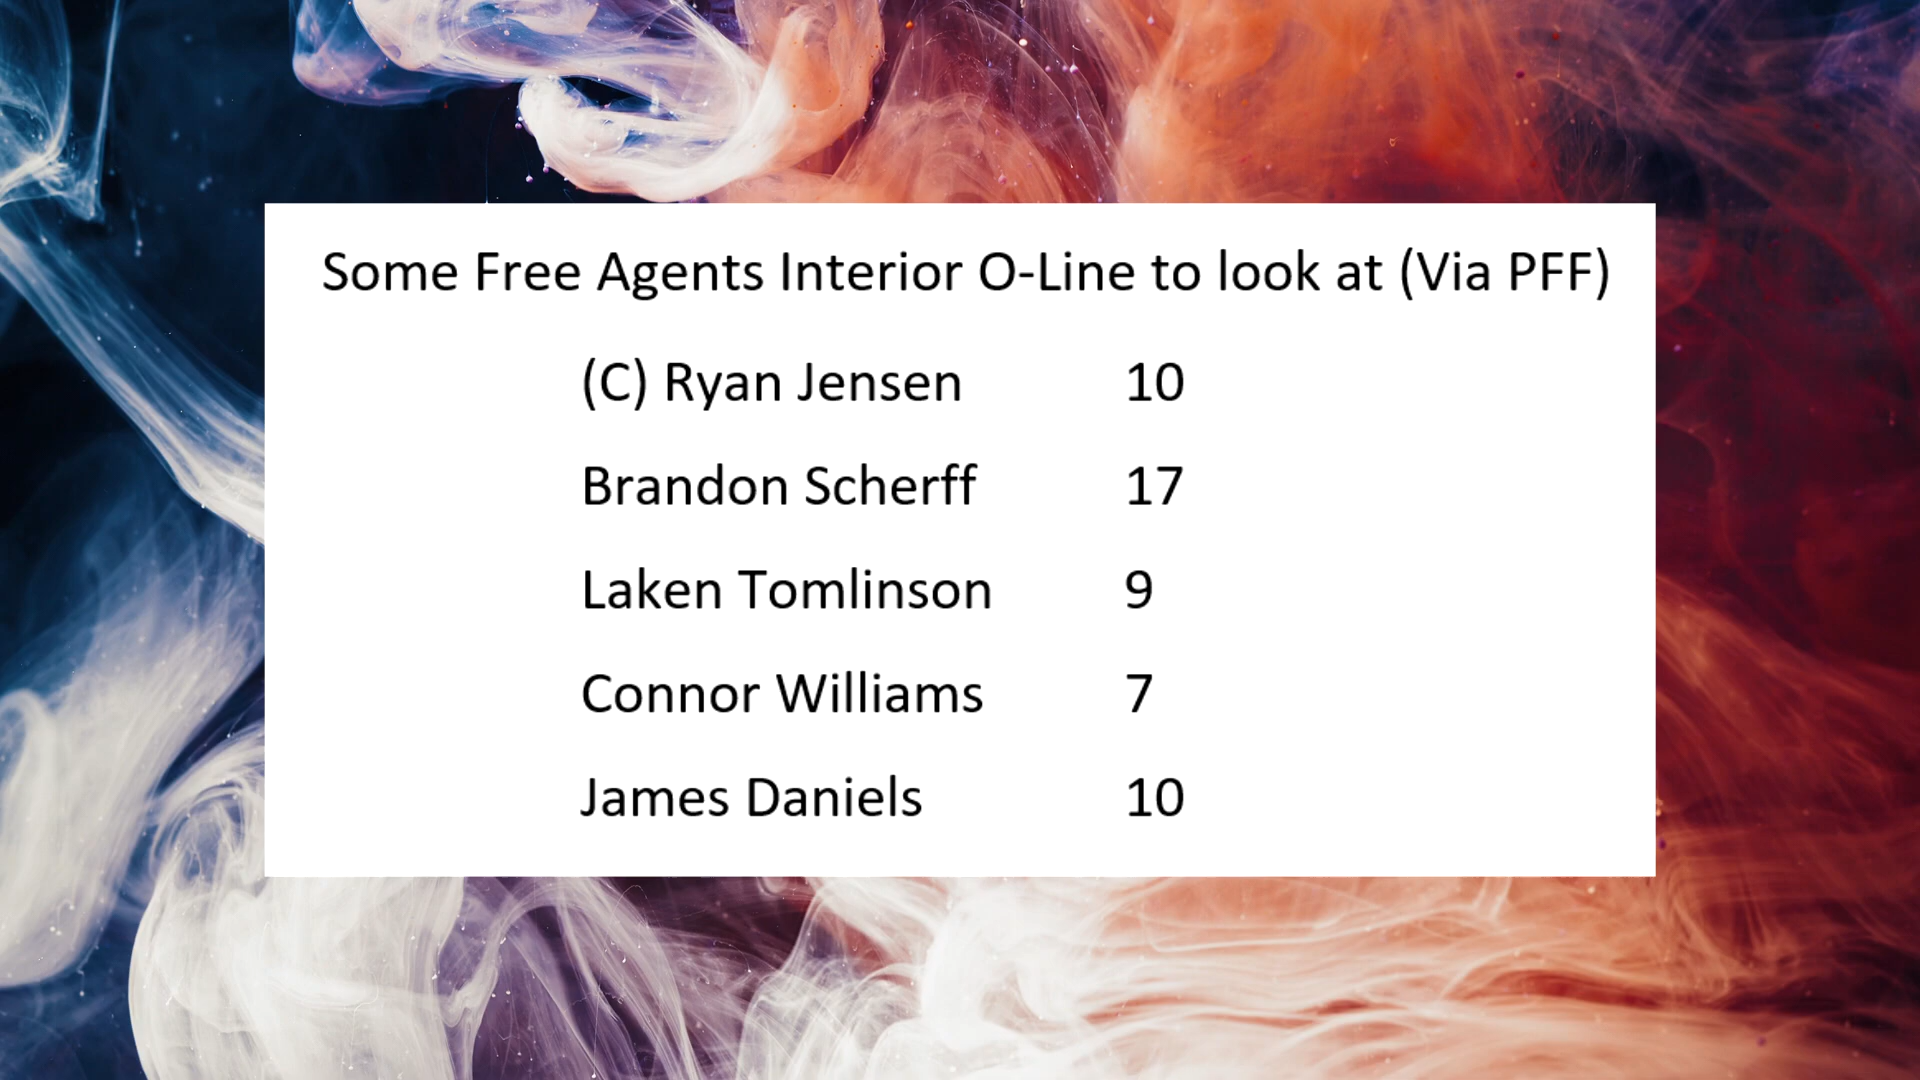 Some Free Agents Interior O-Line to look at (Via PFF)
(C) Ryan Jensen 10
Brandon Scherff 17
Laken Tomlinson 9
Connor Williams 7
James Daniels 10